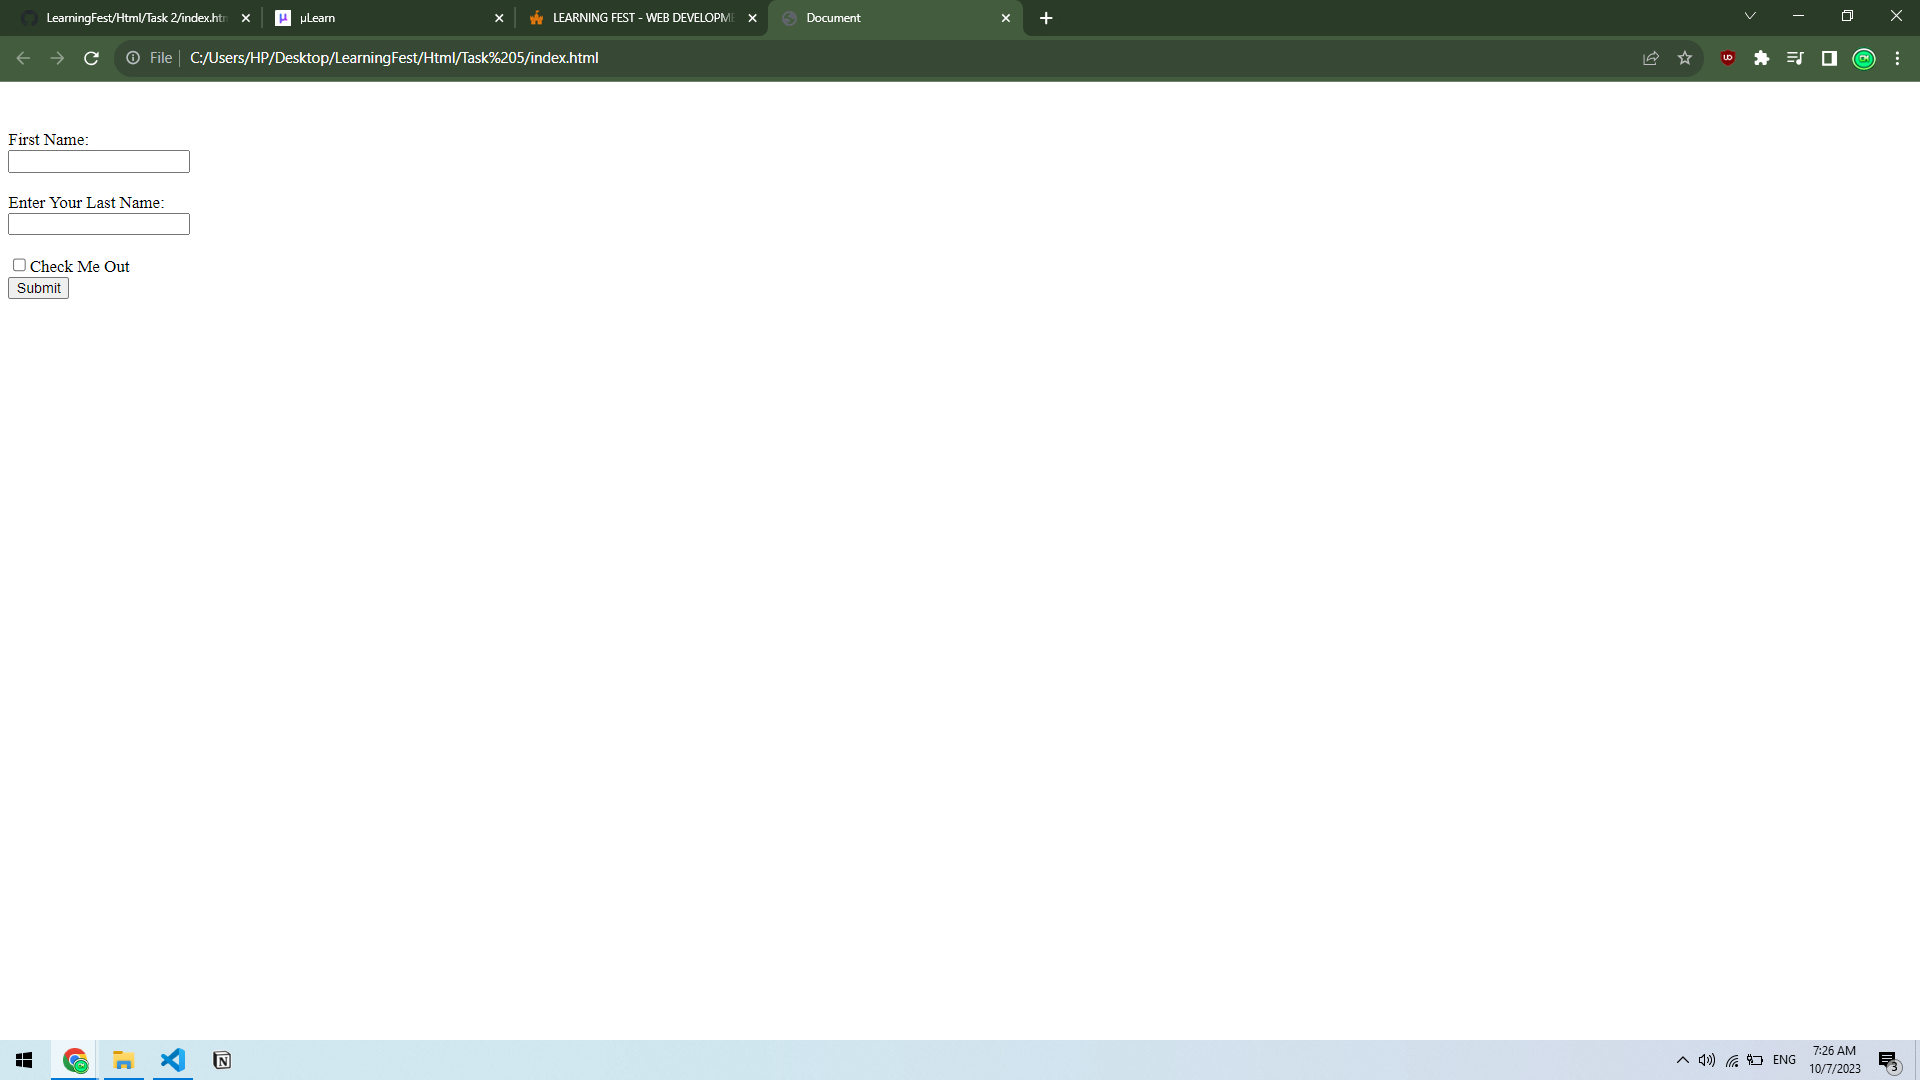 LearningFest/Html/Task 2/index.htm
µLearn
LEARNING FEST - WEB DEVELOPME
Document
File
C:/Users/HP/Desktop/LearningFest/Html/Task%205/index.html
First Name:
Enter Your Last Name:
Check Me Out
Submit
ENG
7:26 AM
10/7/2023
3